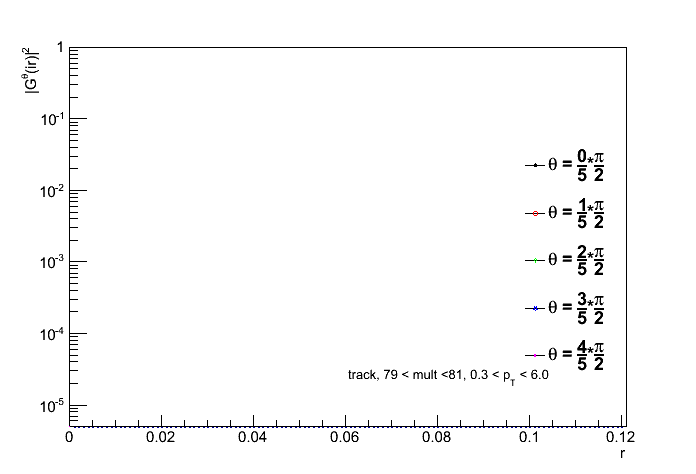 |G^θ(ir)|²
1
10⁻¹
10⁻²
10⁻³
10⁻⁴
10⁻⁵
θ = 0/5 * π/2
θ = 1/5 * π/2
θ = 2/5 * π/2
θ = 3/5 * π/2
θ = 4/5 * π/2
track, 79 < mult <81, 0.3 < p_T < 6.0
0 0.02 0.04 0.06 0.08 0.1 0.12
r